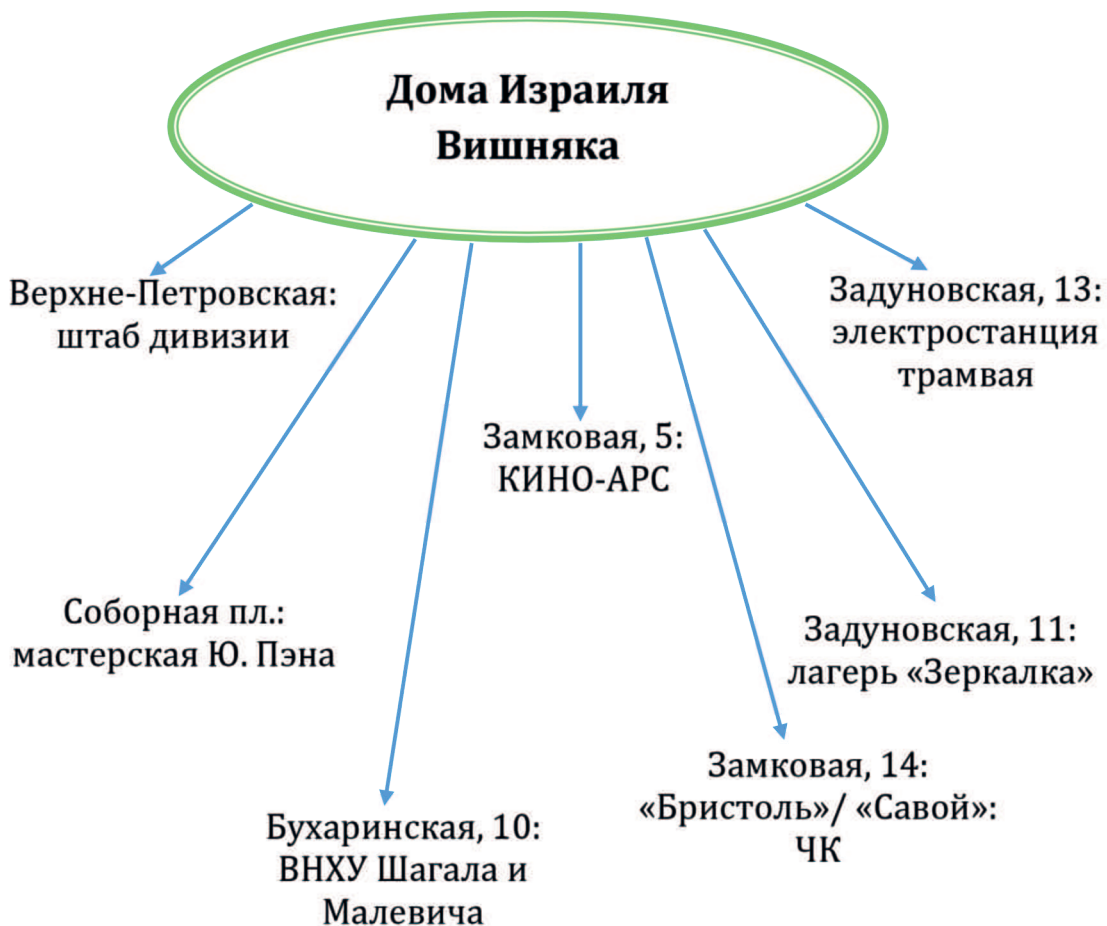 Дома Израиля
Вишняка
Верхне-Петровская:
штаб дивизии
Задуновская, 13:
электростанция
трамвая
Замковая, 5:
КИНО-АРС
Соборная пл.:
мастерская Ю. Пэна
Задуновская, 11:
лагерь «Зеркалка»
Замковая, 14:
«Бристоль»/ «Савой»:
ЧК
Бухаринская, 10:
ВНХУ Шагала и
Малевича